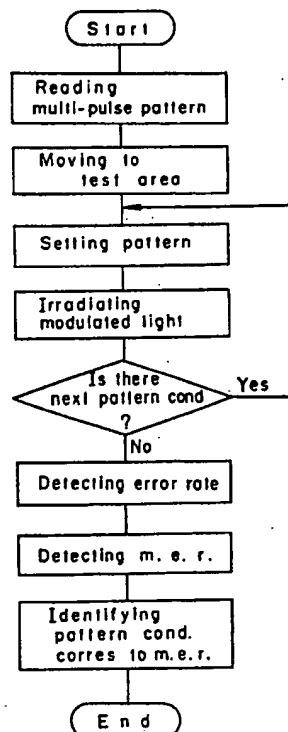 Start
Reading
multi-pulse pattern
Moving to
test area
Setting pattern
Irradiating
modulated light
Is there
next pattern cond
?
Yes
No
Detecting error rate
Detecting m.e.r.
Identifying
pattern cond.
corres to m.e.r.
End